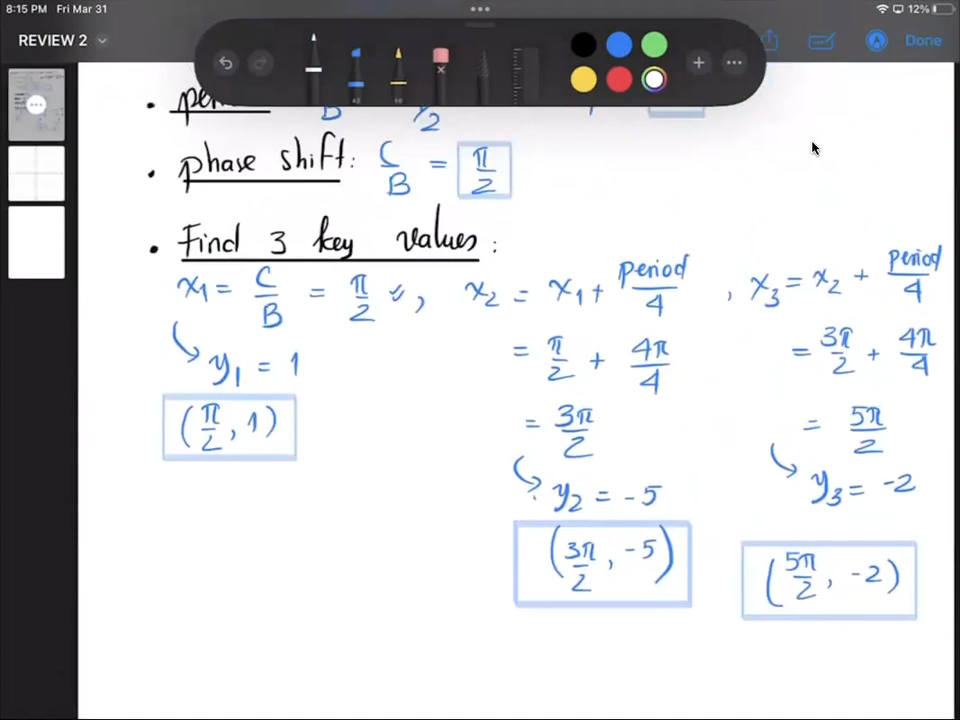 8:15 PM Fri Mar 31
12%
REVIEW 2
Done
B 1/2
• phase shift: C/B = π/2
• Find 3 key values:
x₁ = C/B = π/2 ✓, x₂ = x₁ + period/4 , x₃ = x₂ + period/4
y₁ = 1 = π/2 + 4π/4 = 3π/2 + 4π/4
(π/2, 1) = 3π/2 = 5π/2
y₂ = -5 y₃ = -2
(3π/2, -5) (5π/2, -2)